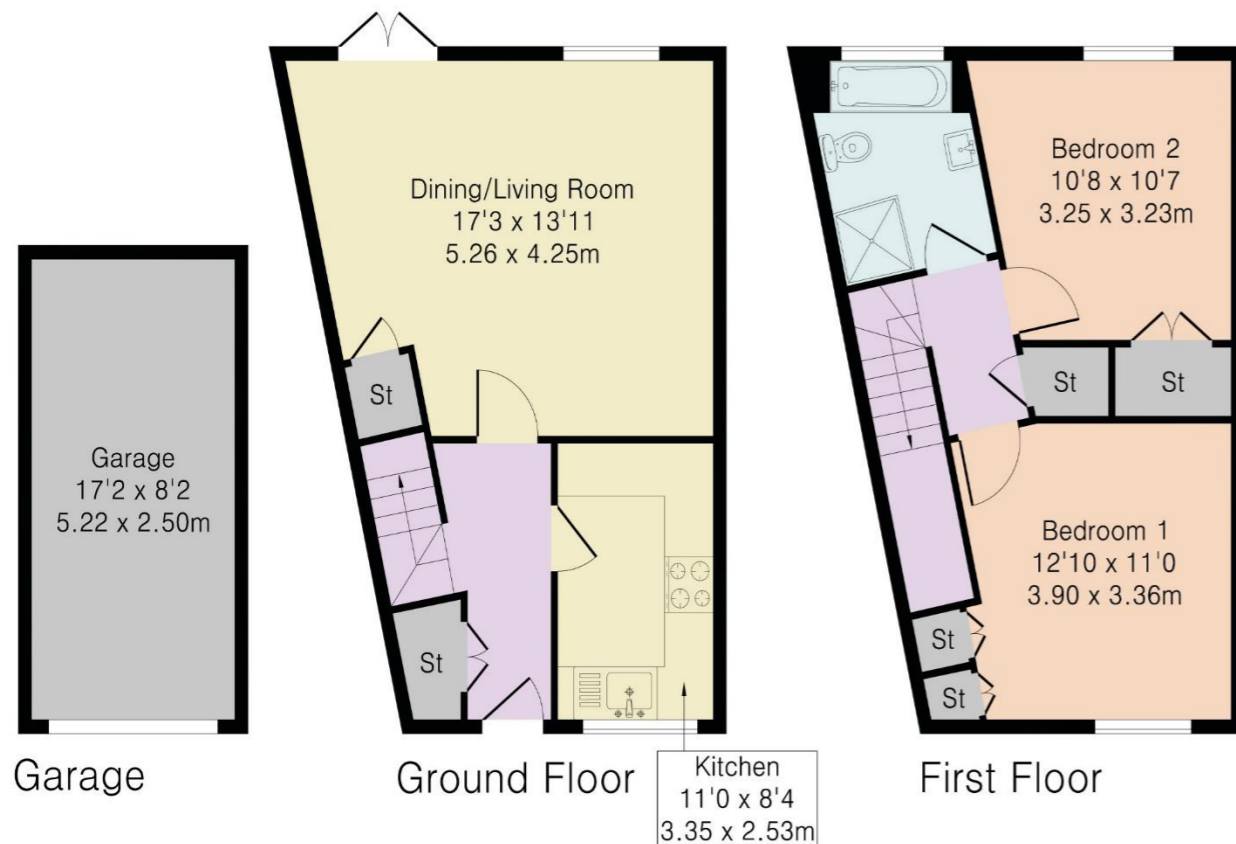 Garage
17'2 x 8'2
5.22 x 2.50m
Garage
Dining/Living Room
17'3 x 13'11
5.26 x 4.25m
St
St
Kitchen
11'0 x 8'4
3.35 x 2.53m
Ground Floor
Bedroom 2
10'8 x 10'7
3.25 x 3.23m
St
St
Bedroom 1
12'10 x 11'0
3.90 x 3.36m
St
St
First Floor